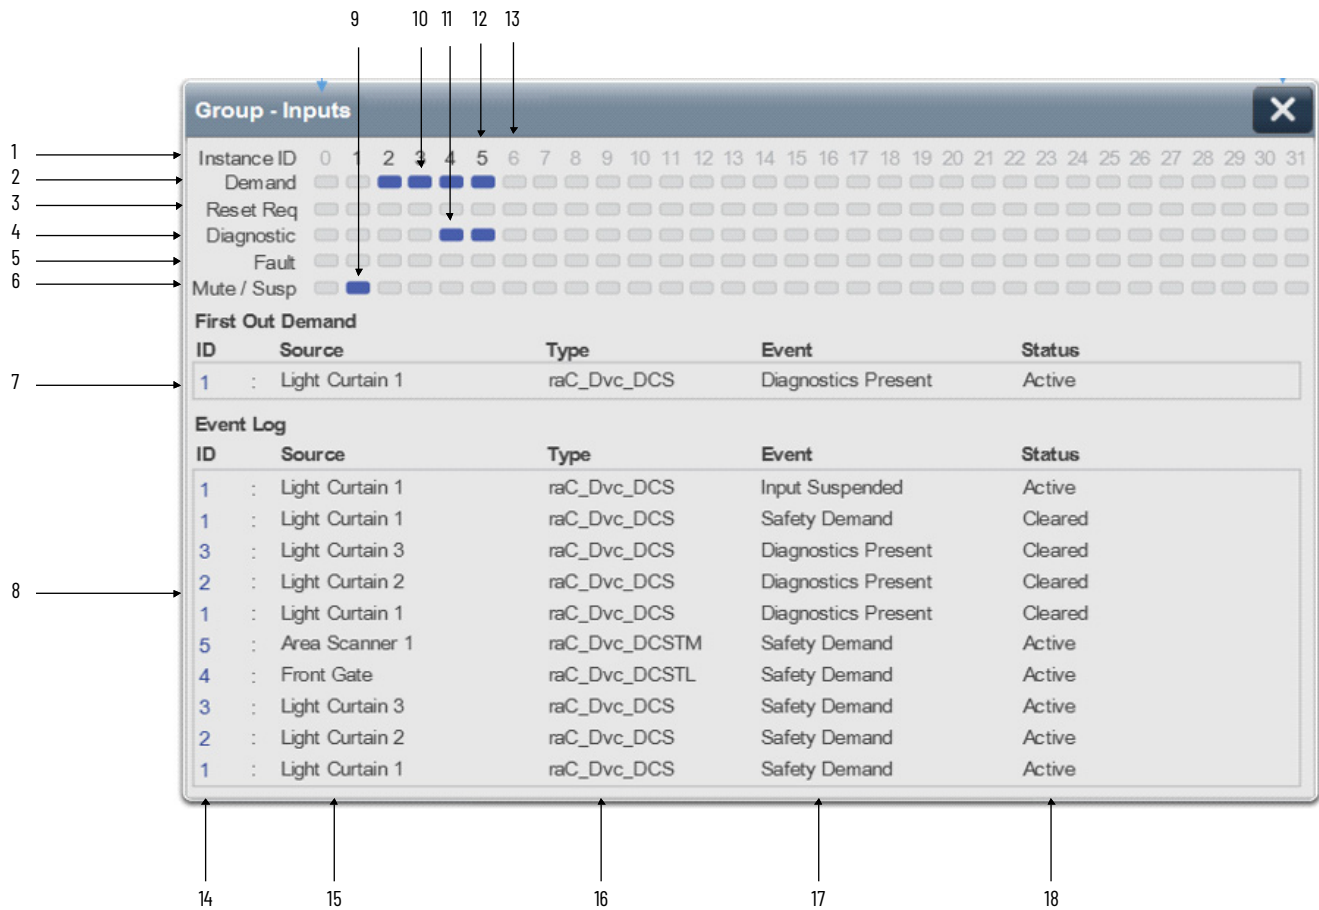 9 10 11 12 13
Group - Inputs
1 Instance ID 0 1 2 3 4 5 6 7 8 9 10 11 12 13 14 15 16 17 18 19 20 21 22 23 24 25 26 27 28 29 30 31
2 Demand
3 Reset Req
4 Diagnostic
5 Fault
6 Mute / Susp
First Out Demand
ID Source Type Event Status
7 1 : Light Curtain 1 raC_Dvc_DCS Diagnostics Present Active
Event Log
ID Source Type Event Status
1 : Light Curtain 1 raC_Dvc_DCS Input Suspended Active
1 : Light Curtain 1 raC_Dvc_DCS Safety Demand Cleared
3 : Light Curtain 3 raC_Dvc_DCS Diagnostics Present Cleared
8 2 : Light Curtain 2 raC_Dvc_DCS Diagnostics Present Cleared
1 : Light Curtain 1 raC_Dvc_DCS Diagnostics Present Cleared
5 : Area Scanner 1 raC_Dvc_DCSTM Safety Demand Active
4 : Front Gate raC_Dvc_DCSTL Safety Demand Active
3 : Light Curtain 3 raC_Dvc_DCS Safety Demand Active
2 : Light Curtain 2 raC_Dvc_DCS Safety Demand Active
1 : Light Curtain 1 raC_Dvc_DCS Safety Demand Active
14 15 16 17 18